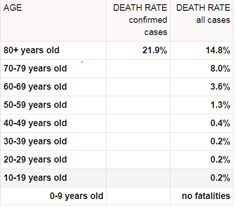 AGE DEATH RATE confirmed cases DEATH RATE all cases
80+ years old 21.9% 14.8%
70-79 years old 8.0%
60-69 years old 3.6%
50-59 years old 1.3%
40-49 years old 0.4%
30-39 years old 0.2%
20-29 years old 0.2%
10-19 years old 0.2%
0-9 years old no fatalities